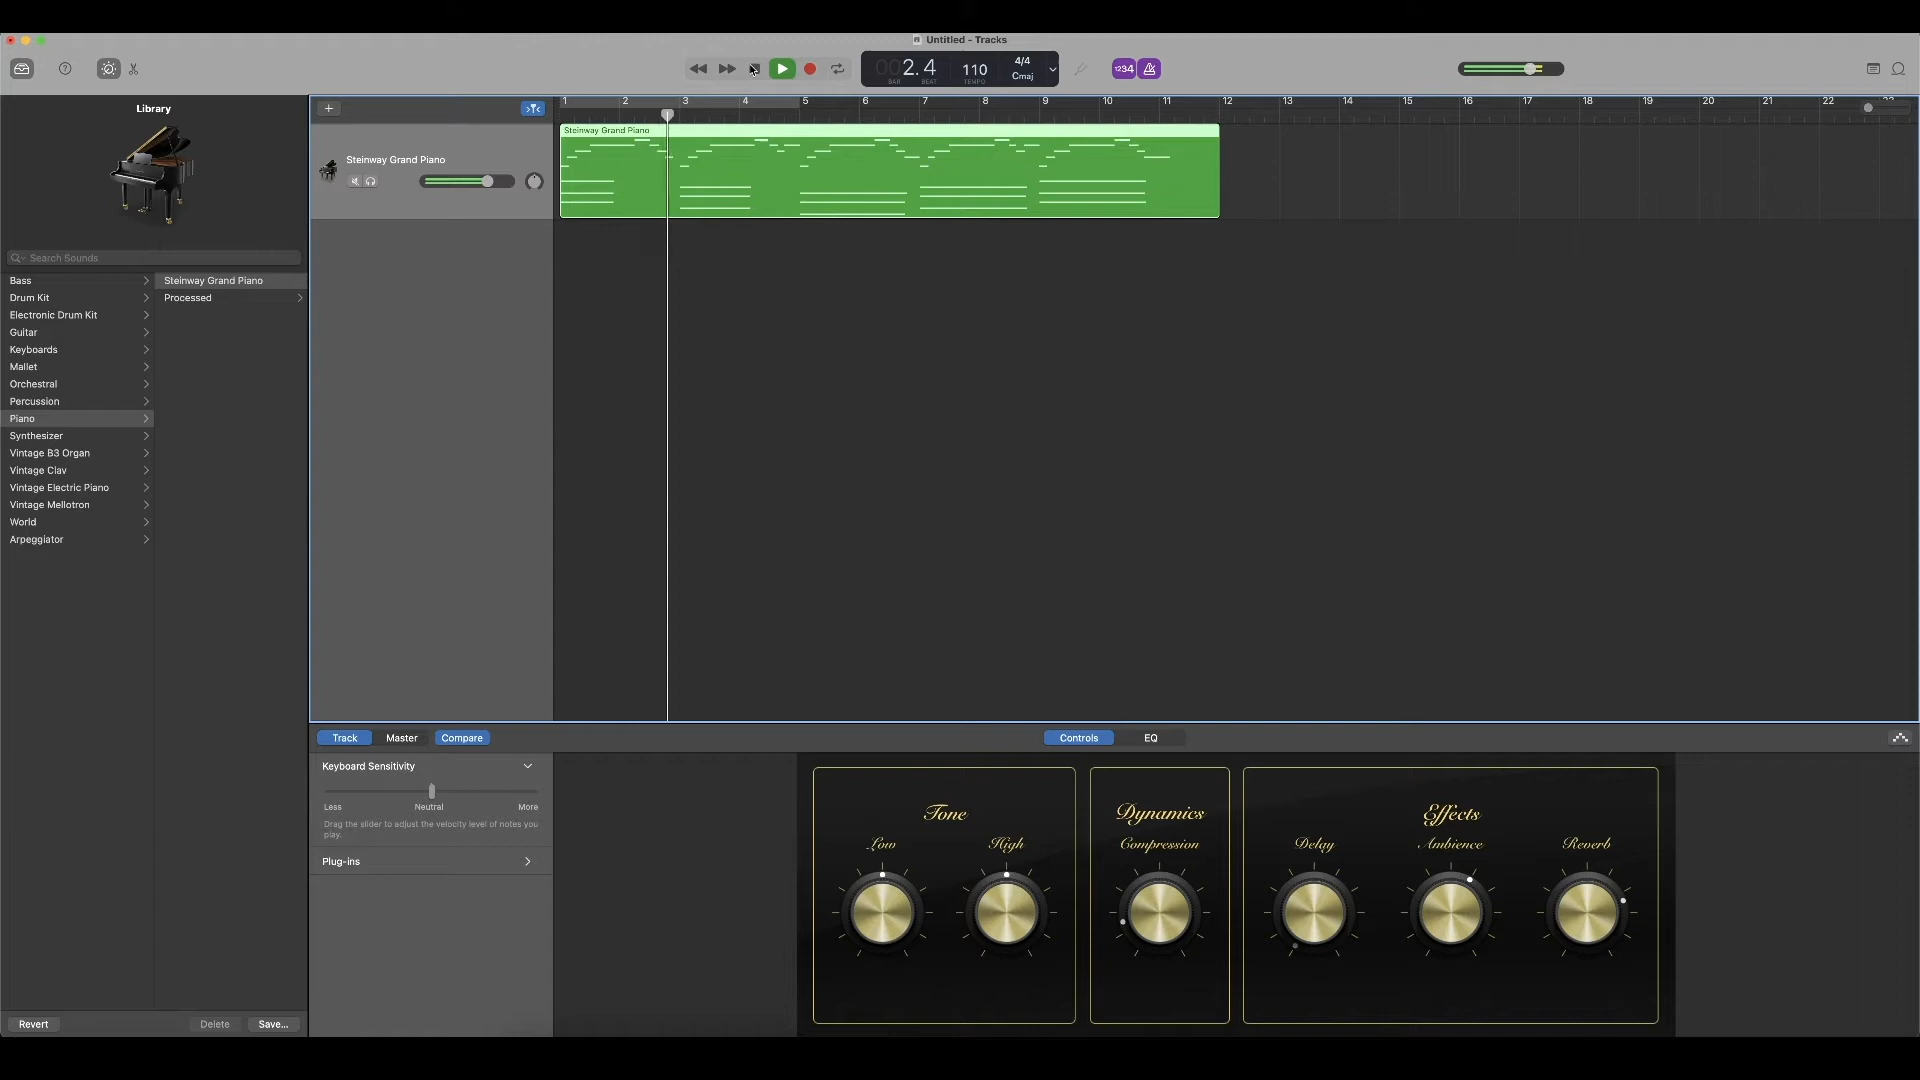 Untitled - Tracks
002.4
BAR
BEAT
110
TEMPO
4/4
Cmaj
1234
Library
Search Sounds
Bass
Drum Kit
Electronic Drum Kit
Guitar
Keyboards
Mallet
Orchestral
Percussion
Piano
Synthesizer
Vintage B3 Organ
Vintage Clav
Vintage Electric Piano
Vintage Mellotron
World
Arpeggiator
Steinway Grand Piano
Processed
Revert
Delete
Save...
1 2 3 4 5 6 7 8 9 10 11 12 13 14 15 16 17 18 19 20 21 22 23
Steinway Grand Piano
Steinway Grand Piano
Track
Master
Compare
Controls
EQ
Keyboard Sensitivity
Less
Neutral
More
Drag the slider to adjust the velocity level of notes you
play.
Plug-ins
Tone
Low
High
Dynamics
Compression
Effects
Delay
Ambience
Reverb